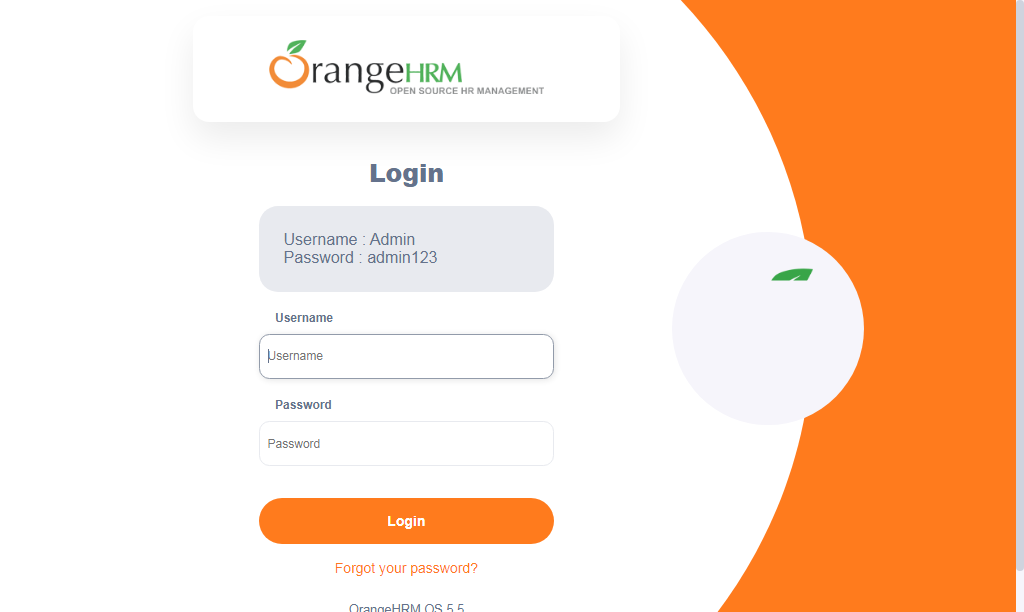 OrangeHRM
OPEN SOURCE HR MANAGEMENT
Login
Username : Admin
Password : admin123
Username
Username
Password
Password
Login
Forgot your password?
OrangeHRM OS 5.5